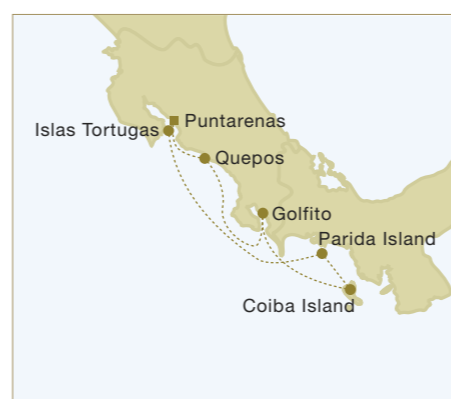 Puntarenas
Islas Tortugas
Quepos
Golfito
Parida Island
Coiba Island